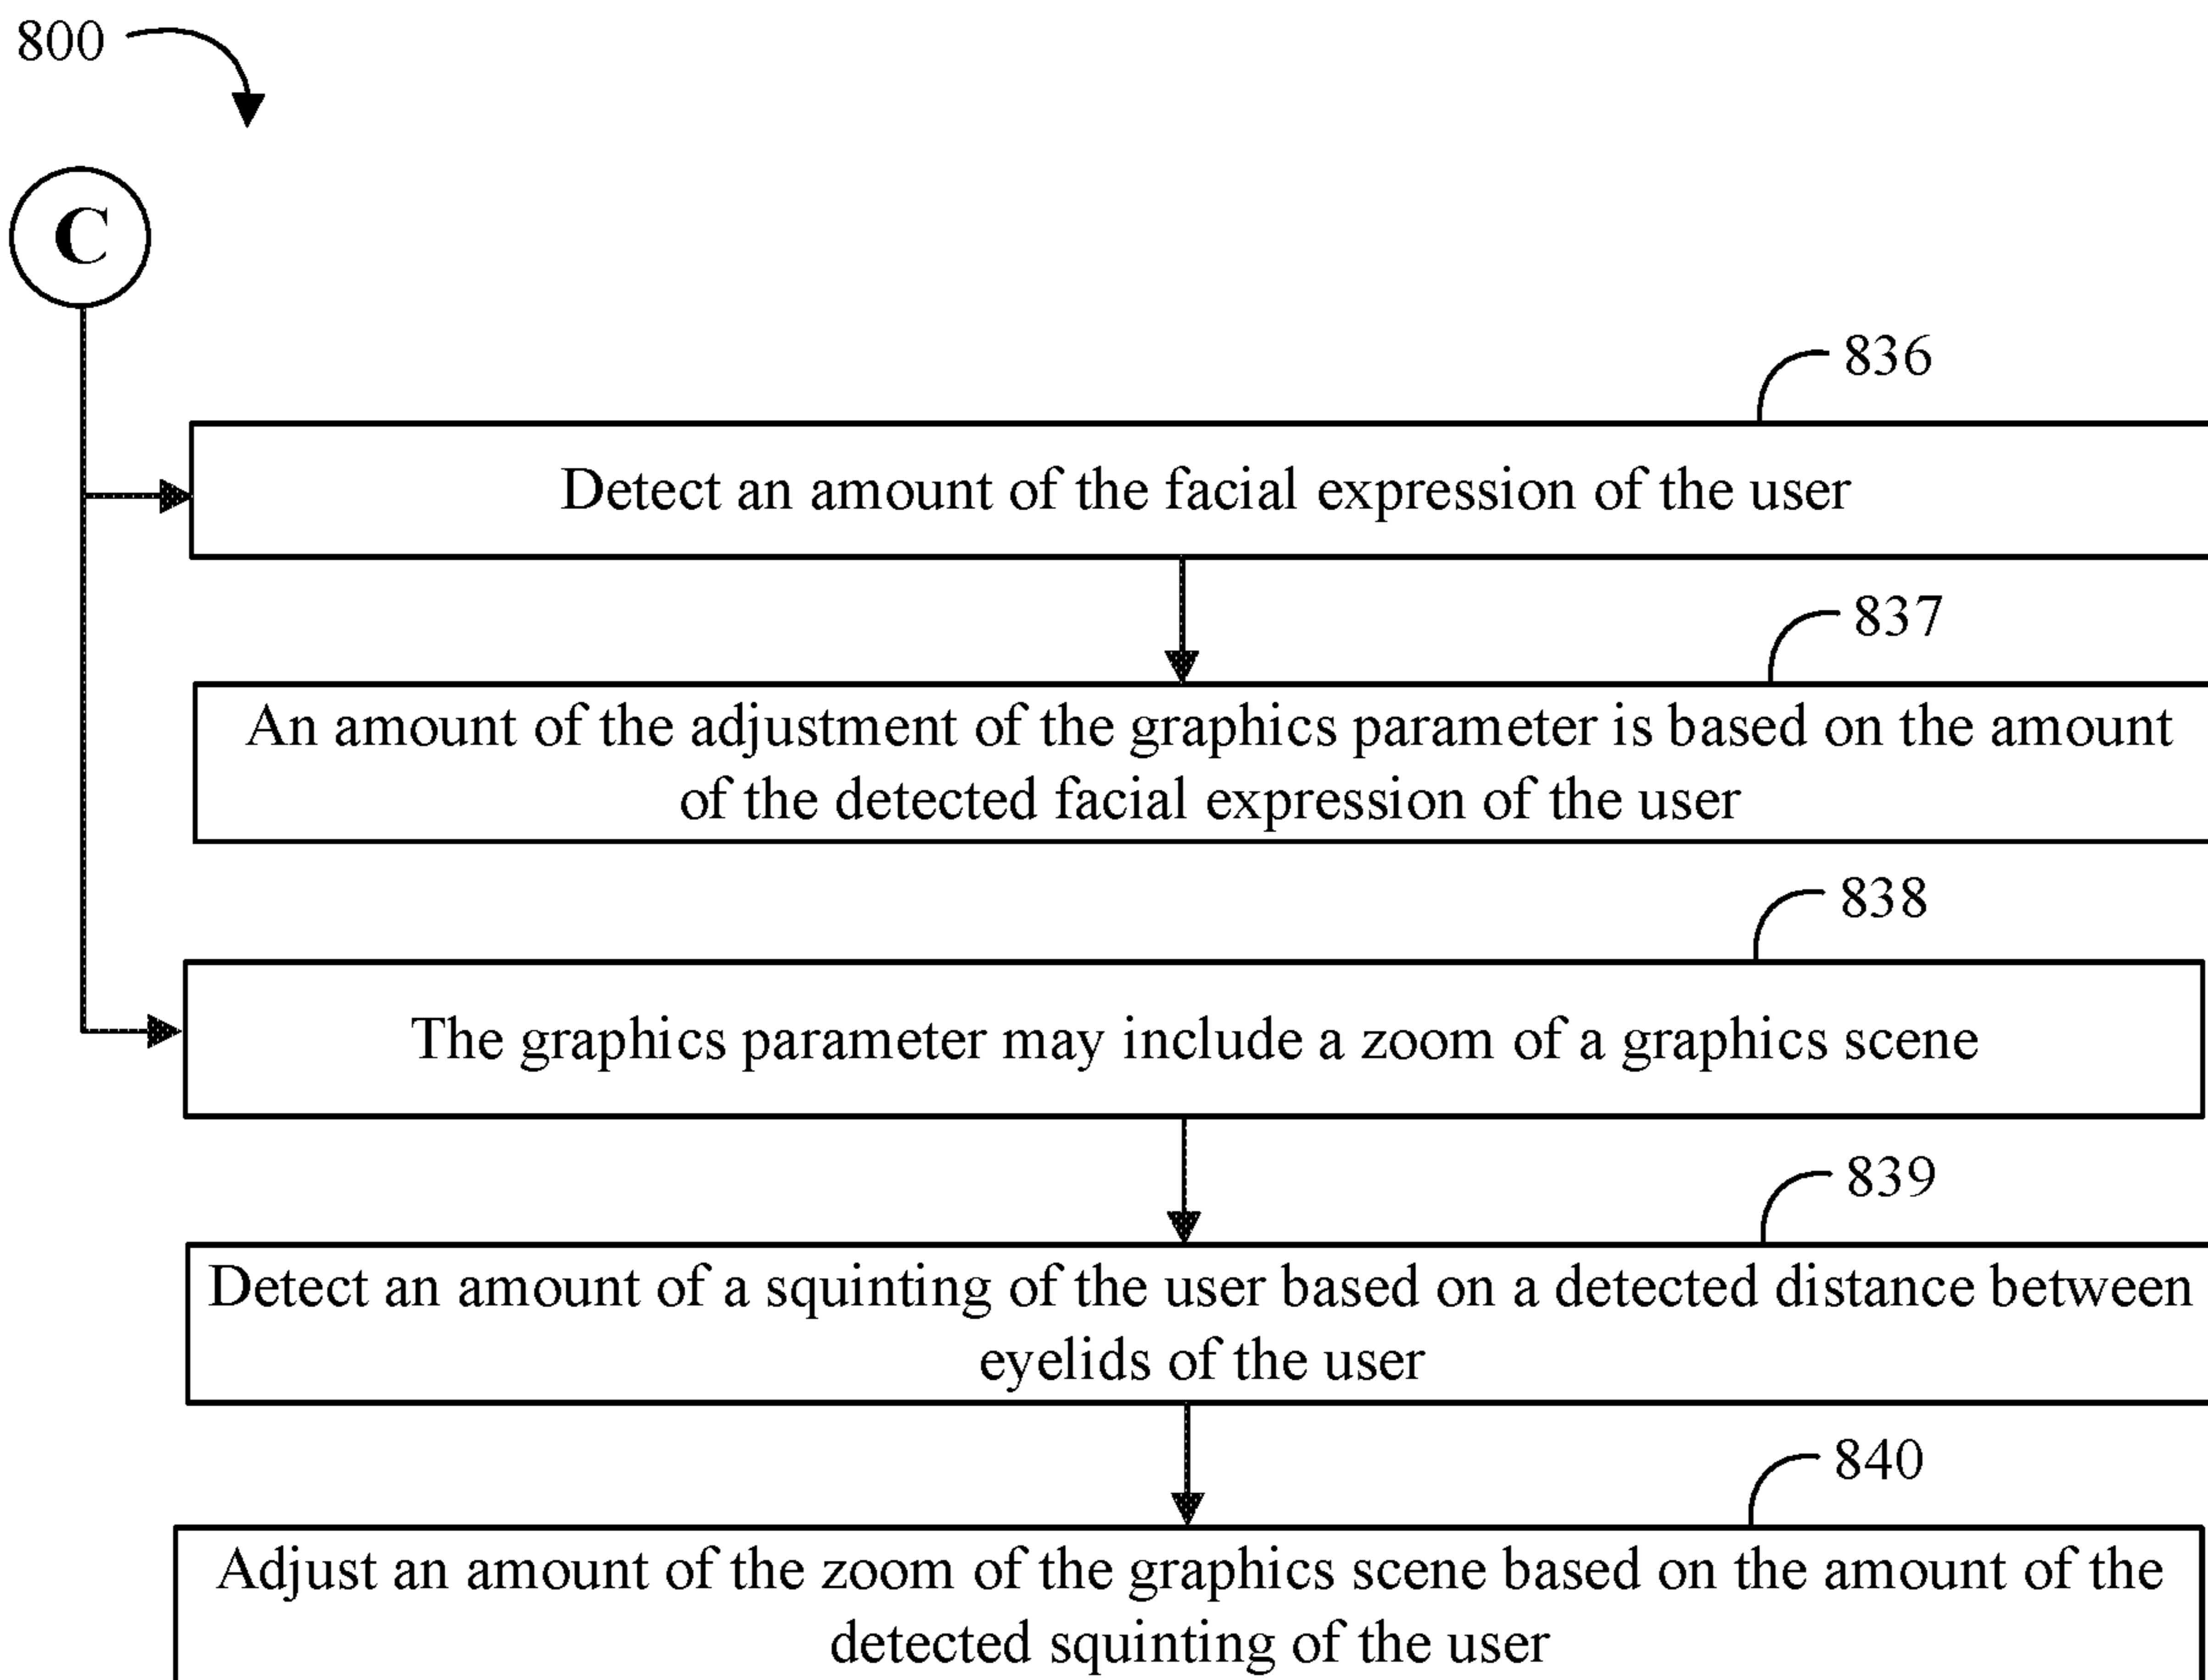 800
C
836
Detect an amount of the facial expression of the user
837
An amount of the adjustment of the graphics parameter is based on the amount
of the detected facial expression of the user
838
The graphics parameter may include a zoom of a graphics scene
839
Detect an amount of a squinting of the user based on a detected distance between
eyelids of the user
840
Adjust an amount of the zoom of the graphics scene based on the amount of the
detected squinting of the user